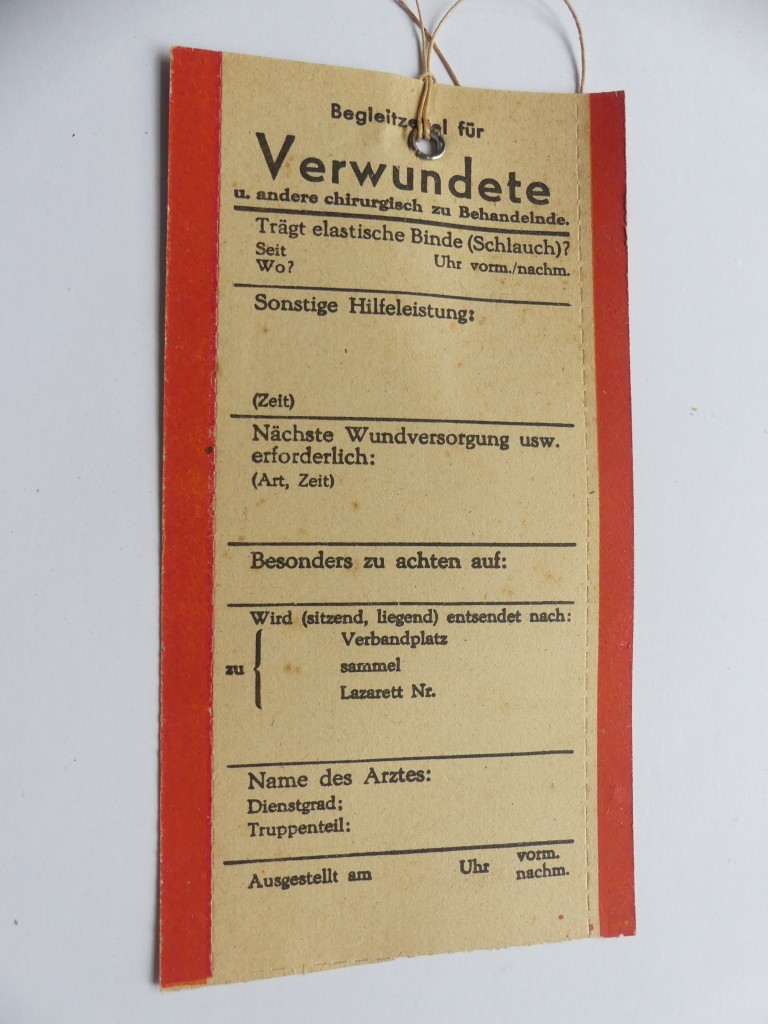 Begleitzettel für
Verwundete
u. andere chirurgisch zu Behandelnde.
Trägt elastische Binde (Schlauch)?
Seit
Uhr vorm./nachm.
Wo?
Sonstige Hilfeleistung:
(Zeit)
Nächste Wundversorgung usw.
erforderlich:
(Art, Zeit)
Besonders zu achten auf:
Wird (sitzend, liegend) entsendet nach:
Verbandplatz
zu { sammel
Lazarett Nr.
Name des Arztes:
Dienstgrad:
Truppenteil:
Ausgestellt am Uhr vorm.
nachm.